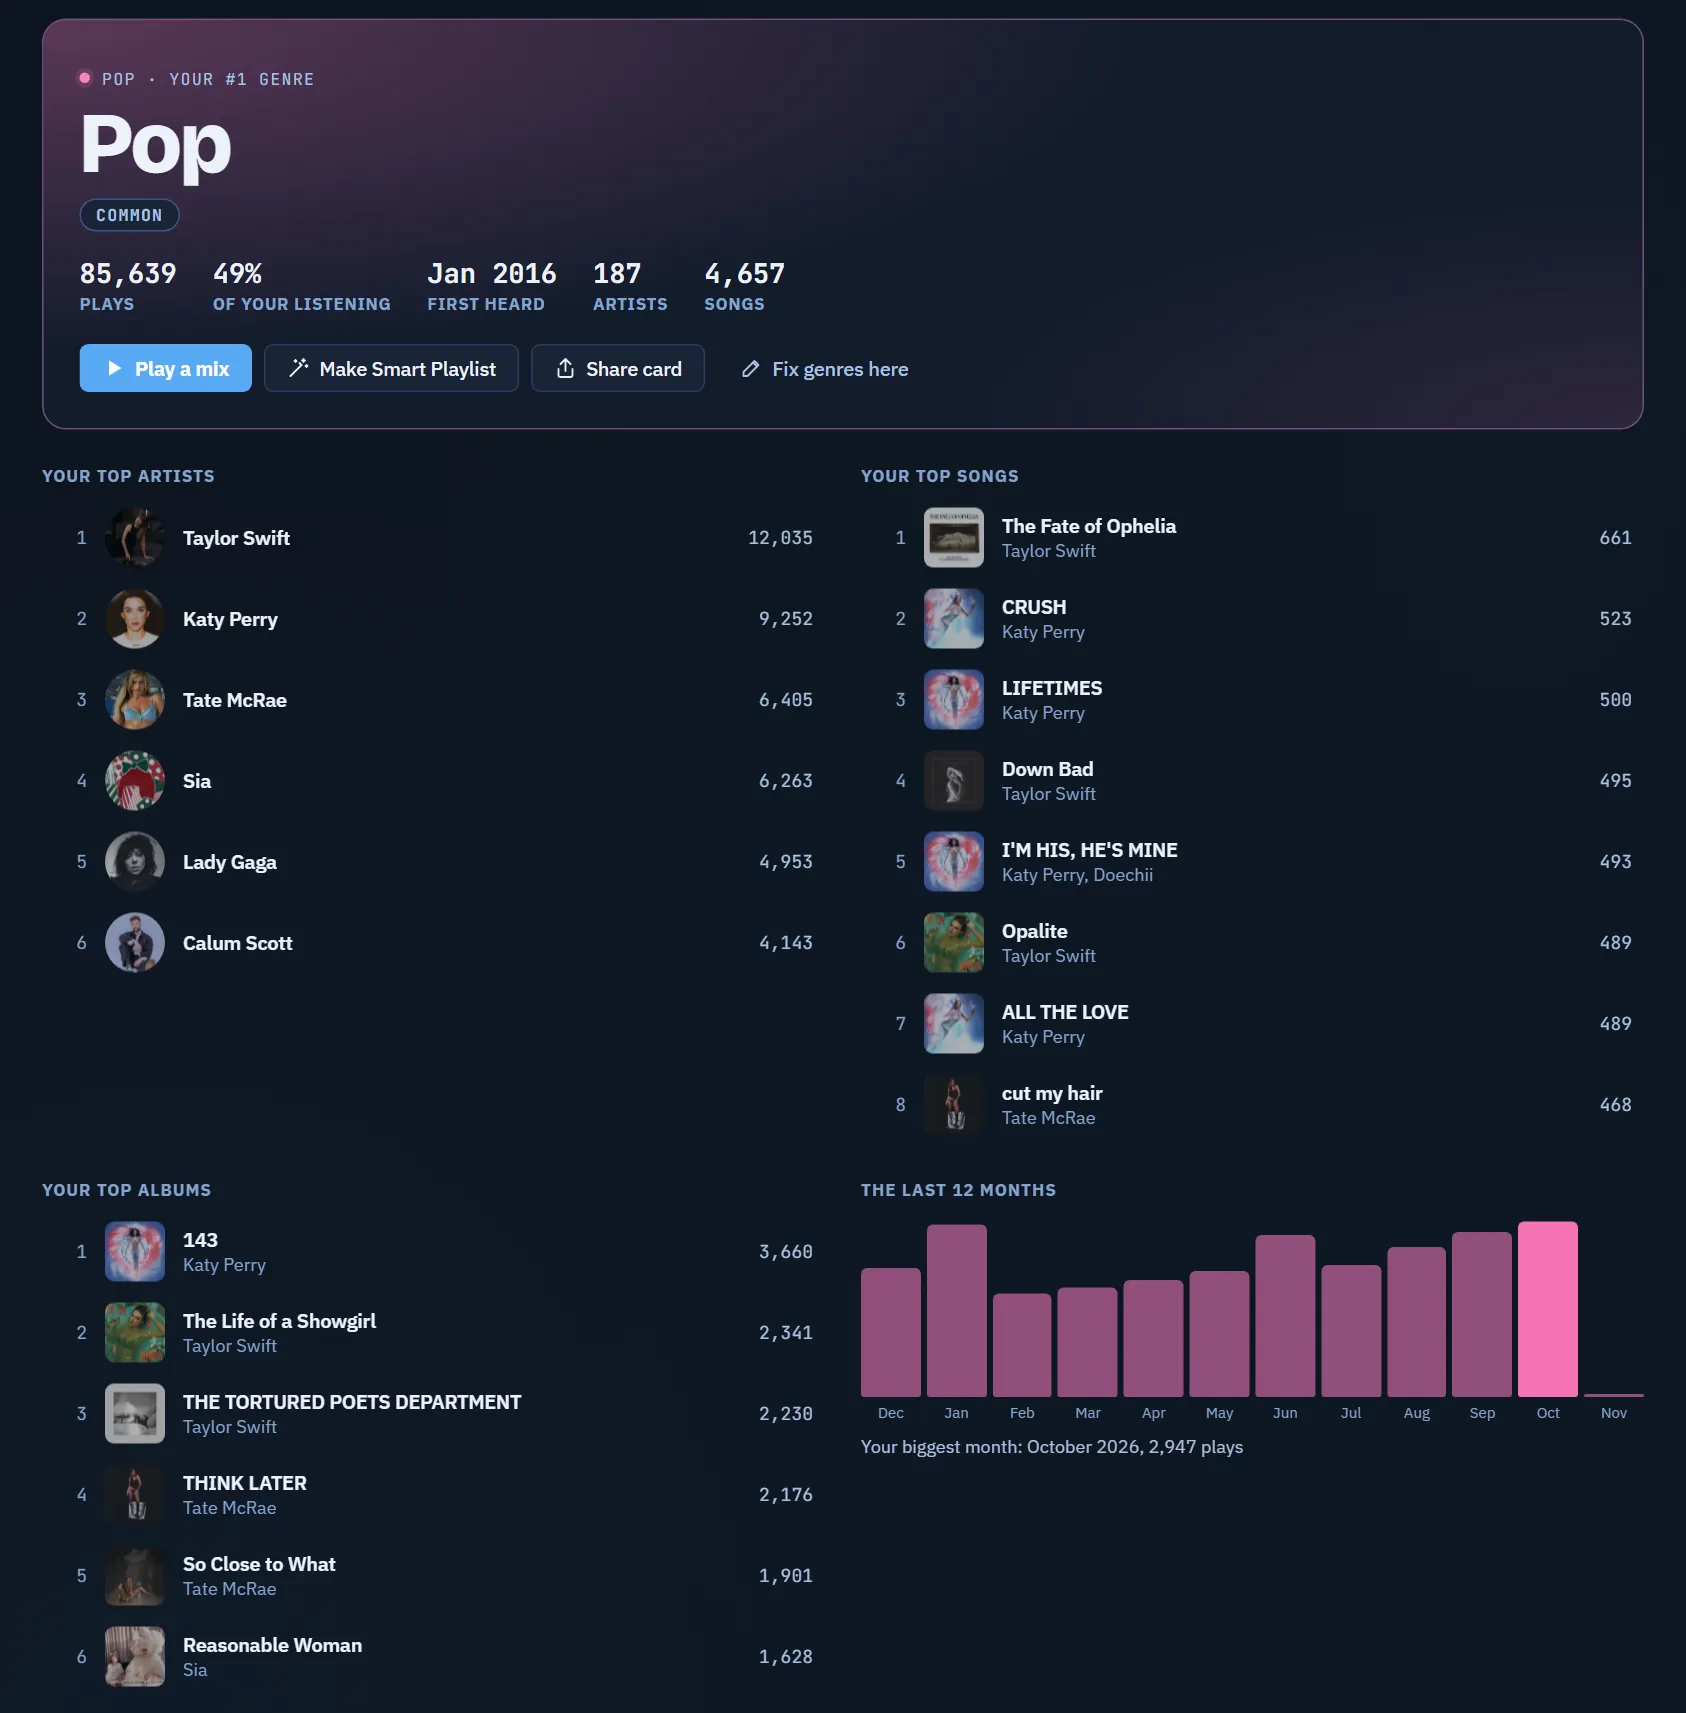 POP · YOUR #1 GENRE
Pop
COMMON
85,639 49% Jan 2016 187 4,657
PLAYS OF YOUR LISTENING FIRST HEARD ARTISTS SONGS
Play a mix Make Smart Playlist Share card Fix genres here
YOUR TOP ARTISTS
1 Taylor Swift 12,035
2 Katy Perry 9,252
3 Tate McRae 6,405
4 Sia 6,263
5 Lady Gaga 4,953
6 Calum Scott 4,143
YOUR TOP SONGS
1 The Fate of Ophelia 661
Taylor Swift
2 CRUSH 523
Katy Perry
3 LIFETIMES 500
Katy Perry
4 Down Bad 495
Taylor Swift
5 I'M HIS, HE'S MINE 493
Katy Perry, Doechii
6 Opalite 489
Taylor Swift
7 ALL THE LOVE 489
Katy Perry
8 cut my hair 468
Tate McRae
YOUR TOP ALBUMS
1 143 3,660
Katy Perry
2 The Life of a Showgirl 2,341
Taylor Swift
3 THE TORTURED POETS DEPARTMENT 2,230
Taylor Swift
4 THINK LATER 2,176
Tate McRae
5 So Close to What 1,901
Tate McRae
6 Reasonable Woman 1,628
Sia
THE LAST 12 MONTHS
Dec Jan Feb Mar Apr May Jun Jul Aug Sep Oct Nov
Your biggest month: October 2026, 2,947 plays